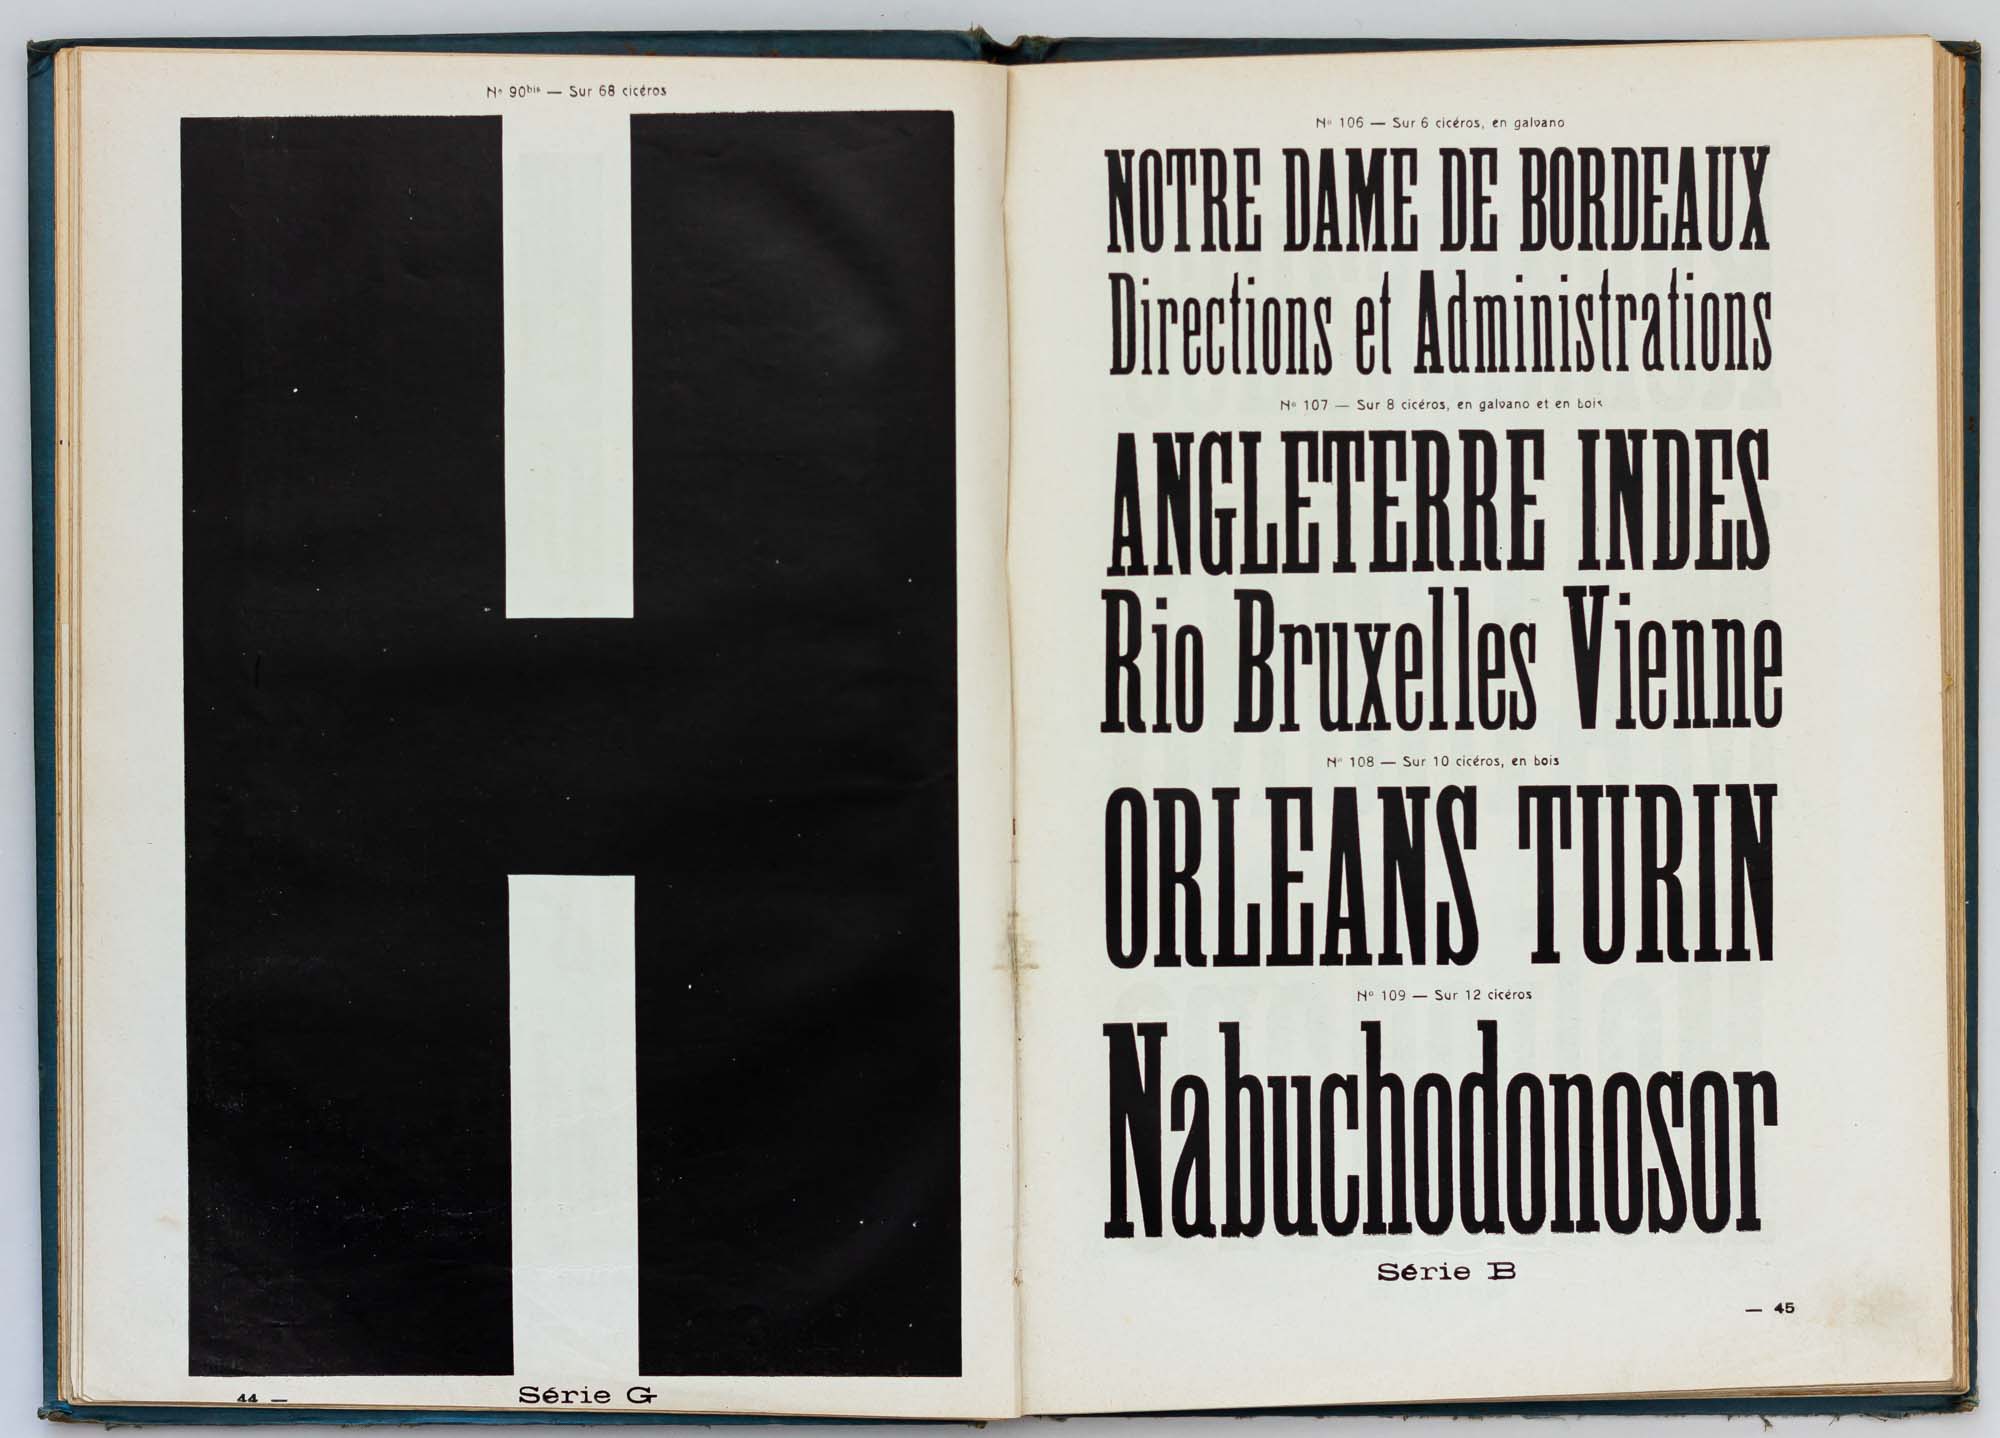 Nº 90bis — Sur 68 cicéros
H
44 —
Série G
Nº 106 — Sur 6 cicéros, en galvano
NOTRE DAME DE BORDEAUX
Directions et Administrations
Nº 107 — Sur 8 cicéros, en galvano et en bois
ANGLETERRE INDES
Rio Bruxelles Vienne
Nº 108 — Sur 10 cicéros, en bois
ORLEANS TURIN
Nº 109 — Sur 12 cicéros
Nabuchodonosor
Série B
— 45